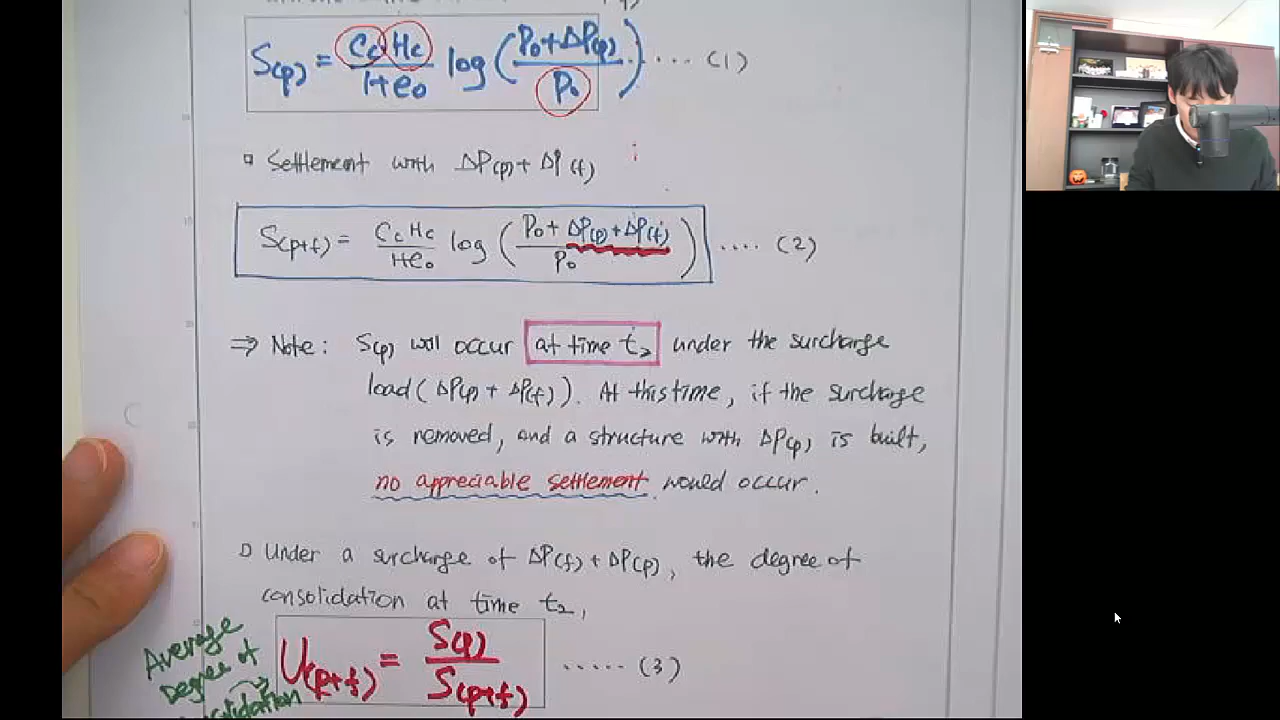 S(p) = CcHc / 1+e₀ log ( P₀+ΔP(p) / P₀ ) .... (1)
▫ Settlement with ΔP(p) + ΔP(f)
S(p+f) = CcHc / 1+e₀ log ( P₀ + ΔP(p) + ΔP(f) / P₀ ) .... (2)
⇒ Note: S(p) will occur at time t₂ under the surcharge
load (ΔP(p) + ΔP(f)). At this time, if the surcharge
is removed, and a structure with ΔP(p) is built,
no appreciable settlement would occur.
▫ Under a surcharge of ΔP(f) + ΔP(p), the degree of
consolidation at time t₂,
Average
Degree of
U(p+f) = S(p) / S(p+f) ..... (3)